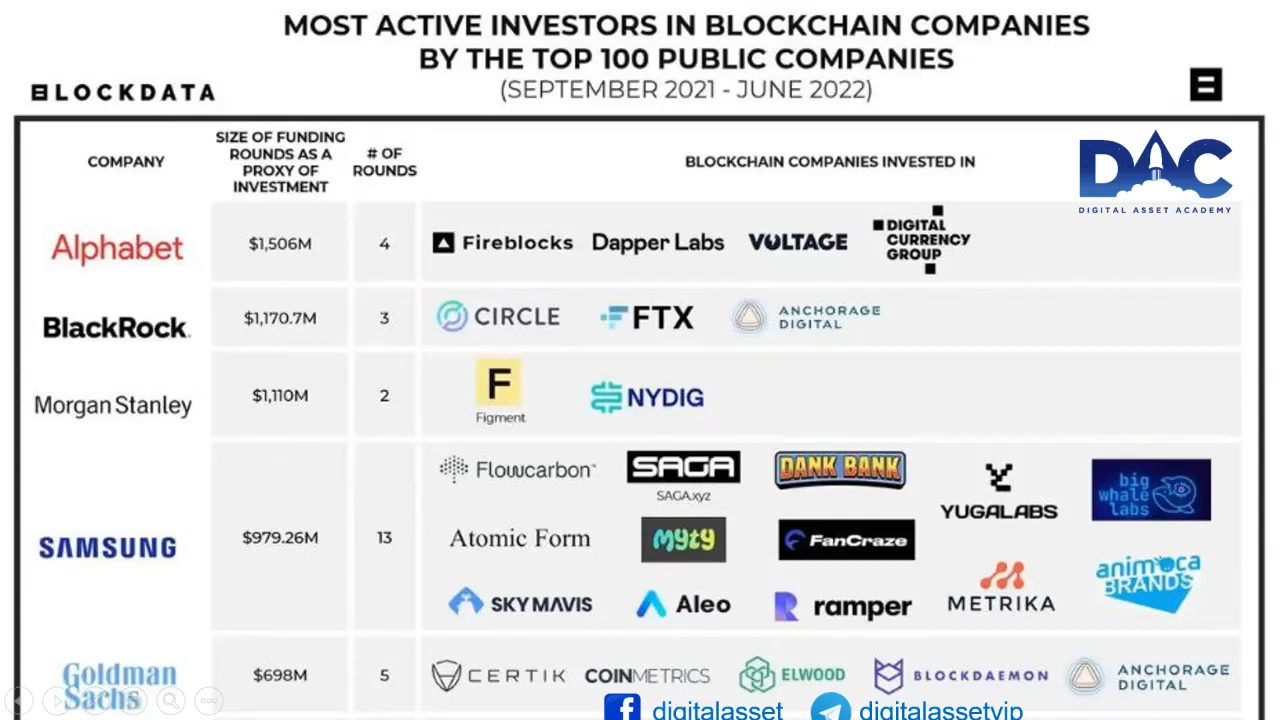 MOST ACTIVE INVESTORS IN BLOCKCHAIN COMPANIES
BY THE TOP 100 PUBLIC COMPANIES
(SEPTEMBER 2021 - JUNE 2022)
BLOCKDATA
COMPANY
SIZE OF FUNDING
ROUNDS AS A
PROXY OF
INVESTMENT
# OF
ROUNDS
BLOCKCHAIN COMPANIES INVESTED IN
DAC
DIGITAL ASSET ACADEMY
Alphabet
$1,506M
4
Fireblocks
Dapper Labs
VOLTAGE
DIGITAL
CURRENCY
GROUP
BlackRock.
$1,170.7M
3
CIRCLE
FTX
ANCHORAGE
DIGITAL
Morgan Stanley
$1,110M
2
F
Figment
NYDIG
SAMSUNG
$979.26M
13
Flowcarbon™
SAGA
SAGA.xyz
DANK BANK
YUGALABS
big
whale
labs
Atomic Form
myty
FanCraze
SKY MAVIS
Aleo
ramper
METRIKA
animoca
BRANDS
Goldman
Sachs
$698M
5
CERTIK
COINMETRICS
ELWOOD
BLOCKDAEMON
ANCHORAGE
DIGITAL
digitalasset
digitalassetvip